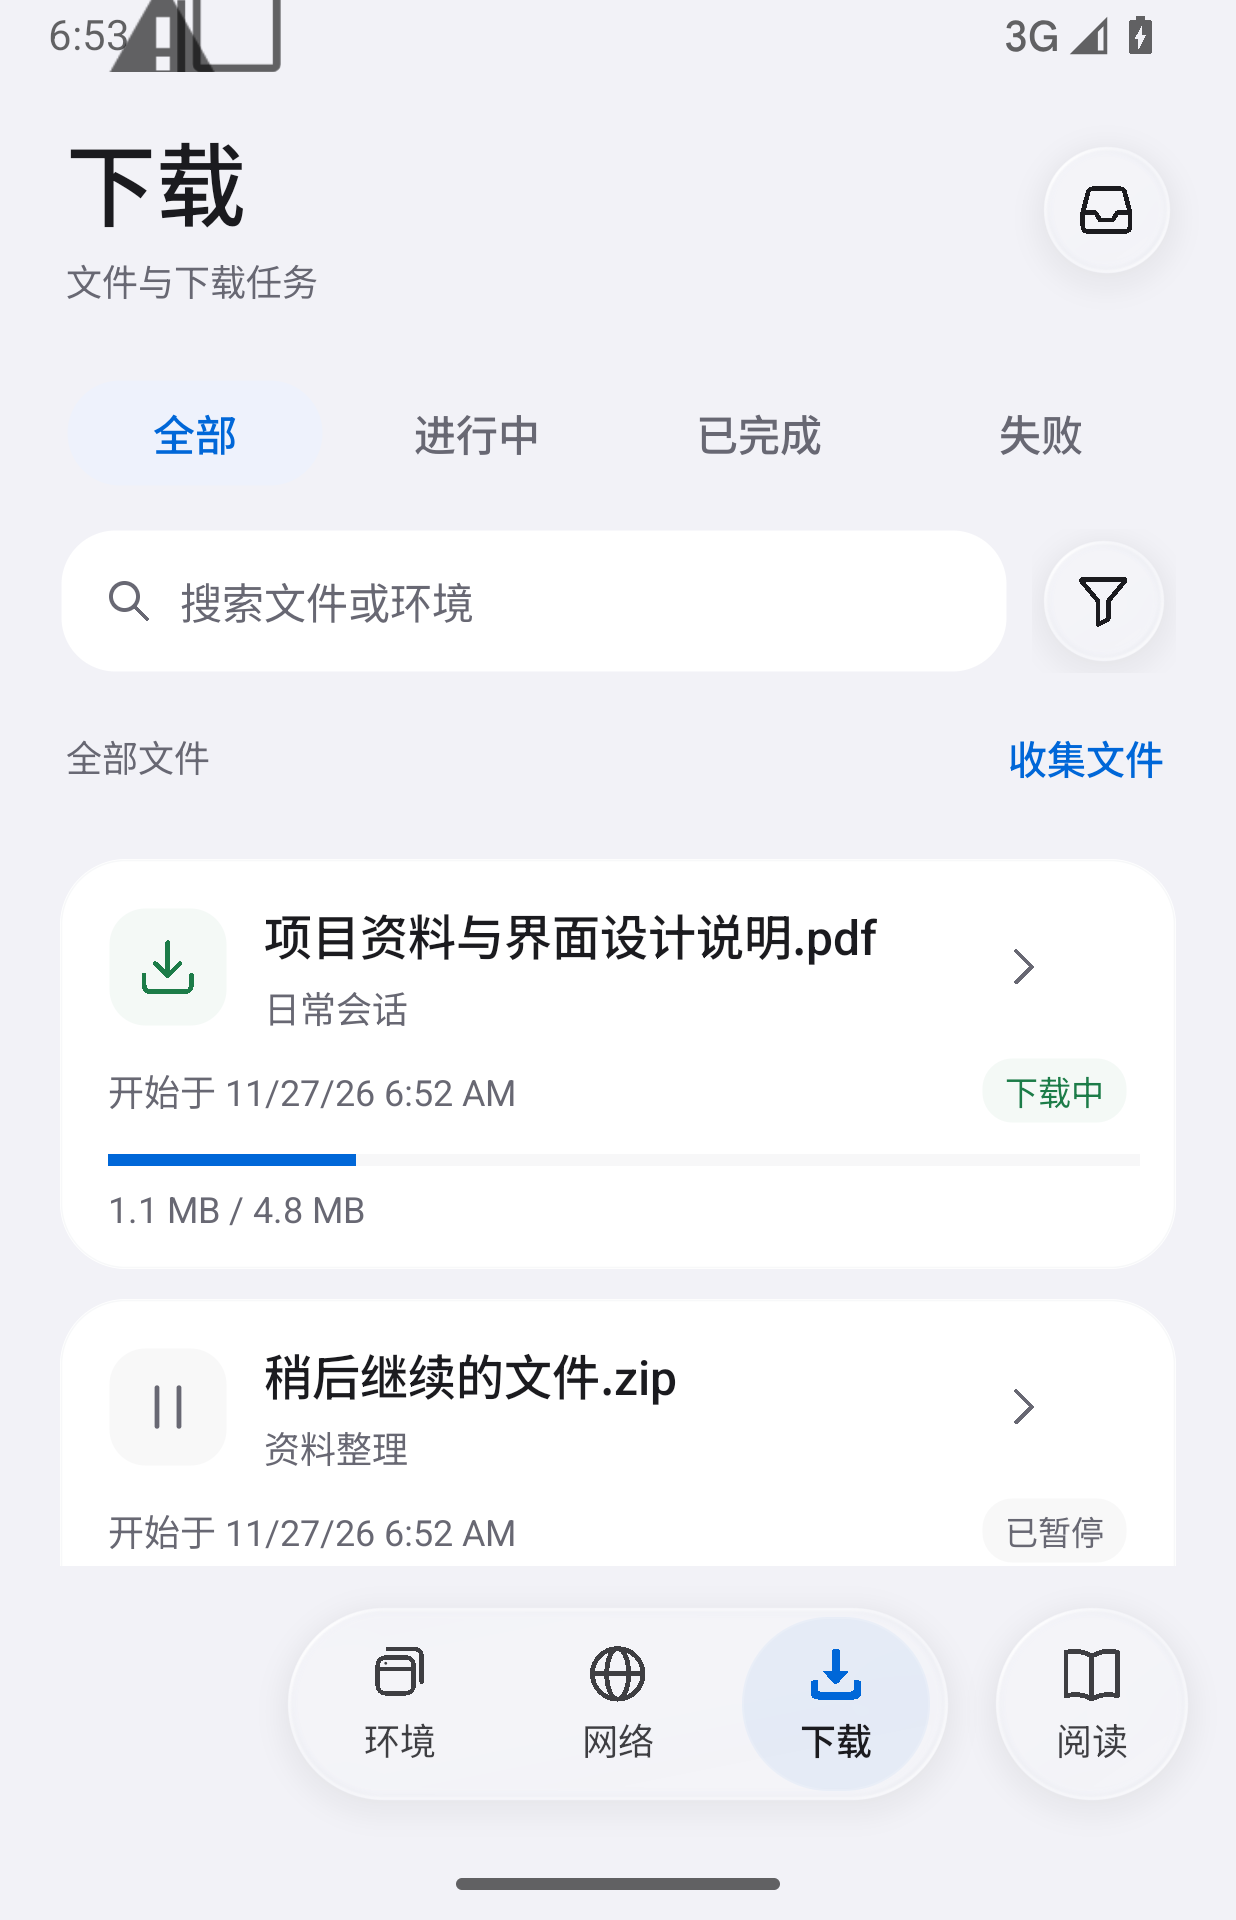 6:53
3G
下载
文件与下载任务
全部 进行中 已完成 失败
搜索文件或环境
全部文件 收集文件
项目资料与界面设计说明.pdf
日常会话
开始于 11/27/26 6:52 AM 下载中
1.1 MB / 4.8 MB
稍后继续的文件.zip
资料整理
开始于 11/27/26 6:52 AM 已暂停
环境 网络 下载 阅读